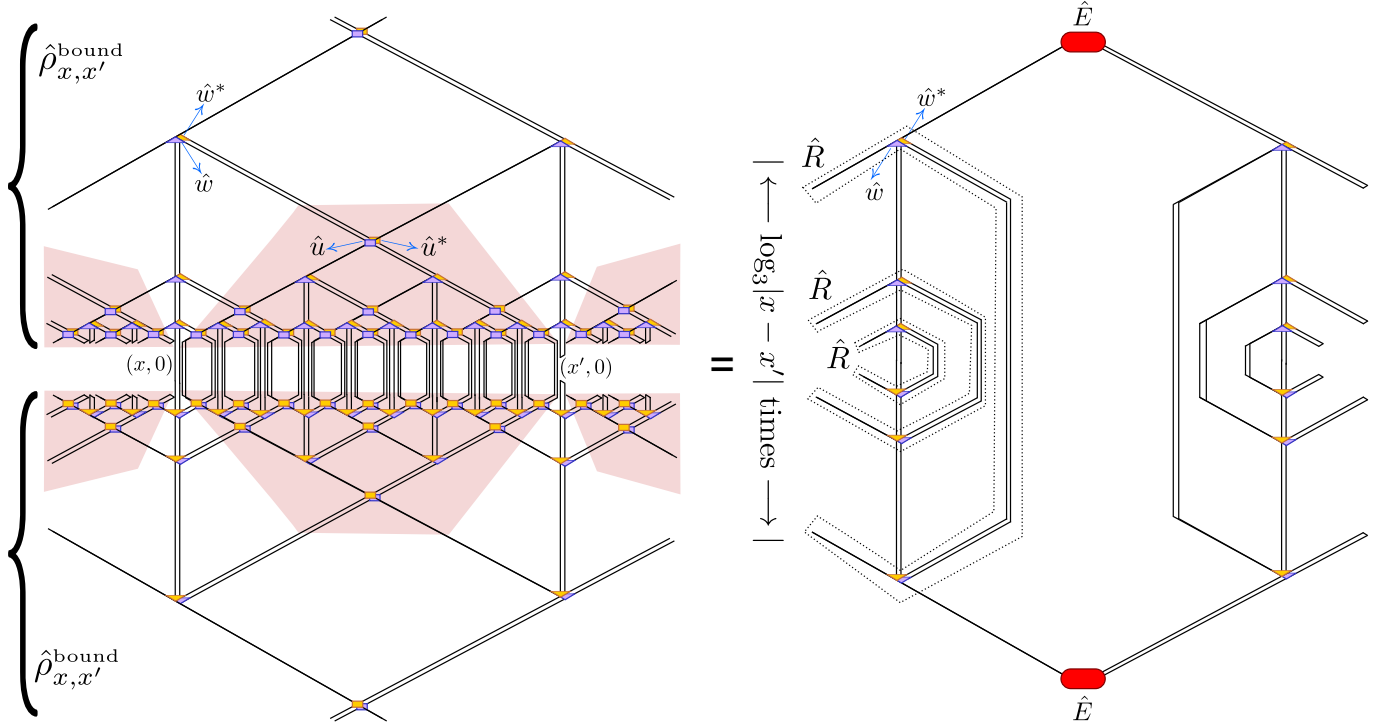 ρ̂^bound_{x,x′}
ŵ*
ŵ
û
û*
(x, 0)
(x′, 0)
ρ̂^bound_{x,x′}
=
Ê
ŵ*
R̂
ŵ
R̂
R̂
|← log₃|x − x′| times →|
Ê